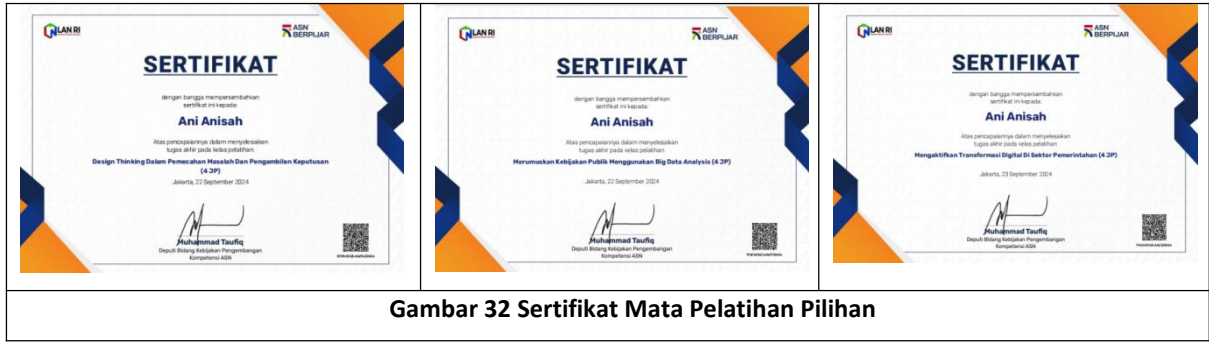 LAN RI
ASN
BERPIJAR
SERTIFIKAT
dengan bangga mempersembahkan
sertifikat ini kepada:
Ani Anisah
Atas pencapaiannya dalam menyelesaikan
tugas akhir pada kelas pelatihan:
Design Thinking Dalam Pemecahan Masalah Dan Pengambilan Keputusan
(4 JP)
Jakarta, 22 September 2024
Muhammad Taufiq
Deputi Bidang Kebijakan Pengembangan
Kompetensi ASN
LAN RI
ASN
BERPIJAR
SERTIFIKAT
dengan bangga mempersembahkan
sertifikat ini kepada:
Ani Anisah
Atas pencapaiannya dalam menyelesaikan
tugas akhir pada kelas pelatihan:
Merumuskan Kebijakan Publik Menggunakan Big Data Analysis (4 JP)
Jakarta, 22 September 2024
Muhammad Taufiq
Deputi Bidang Kebijakan Pengembangan
Kompetensi ASN
LAN RI
ASN
BERPIJAR
SERTIFIKAT
dengan bangga mempersembahkan
sertifikat ini kepada:
Ani Anisah
Atas pencapaiannya dalam menyelesaikan
tugas akhir pada kelas pelatihan:
Mengaktifkan Transformasi Digital Di Sektor Pemerintahan (4 JP)
Jakarta, 23 September 2024
Muhammad Taufiq
Deputi Bidang Kebijakan Pengembangan
Kompetensi ASN
Gambar 32 Sertifikat Mata Pelatihan Pilihan